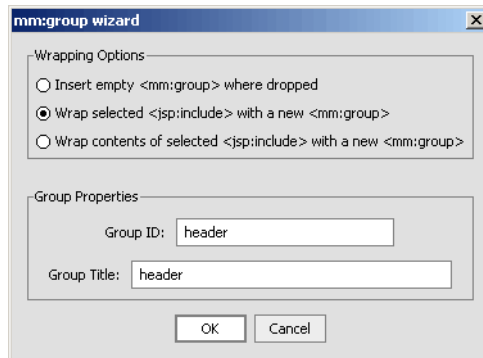 mm:group wizard
Wrapping Options
Insert empty <mm:group> where dropped
Wrap selected <jsp:include> with a new <mm:group>
Wrap contents of selected <jsp:include> with a new <mm:group>
Group Properties
Group ID: header
Group Title: header
OK Cancel